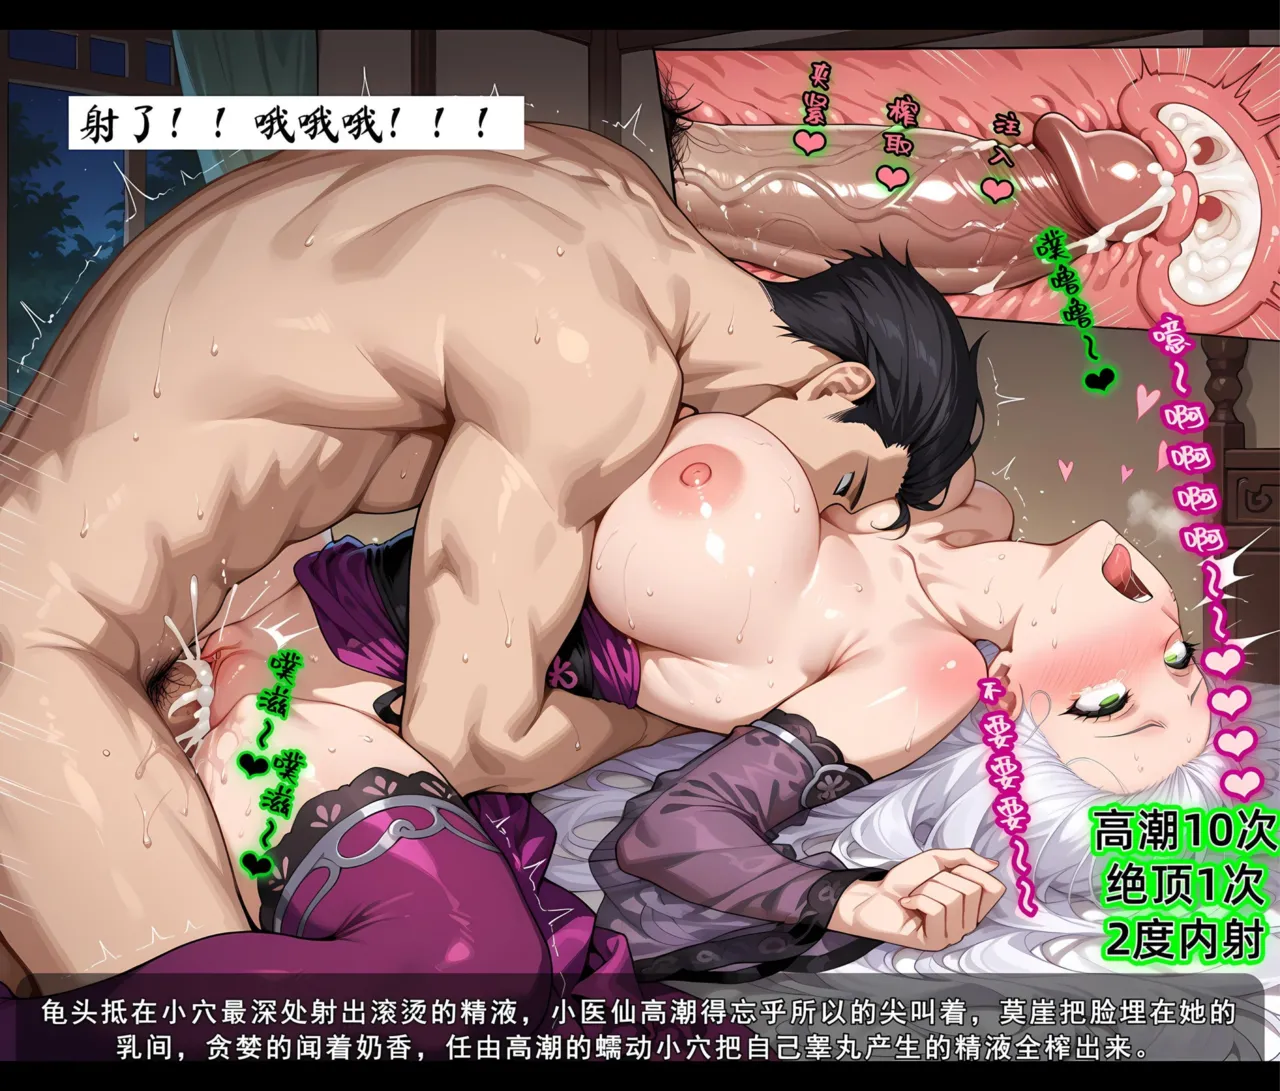 射了！！哦哦哦！！！
夹紧♥
榨取♥
注入♥
噗噜噜～♥
噫～啊啊啊啊～～♥♥♥♥
不要要要～～
高潮10次
绝顶1次
2度内射
龟头抵在小穴最深处射出滚烫的精液，小医仙高潮得忘乎所以的尖叫着，莫崖把脸埋在她的
乳间，贪婪的闻着奶香，任由高潮的蠕动小穴把自己睾丸产生的精液全榨出来。